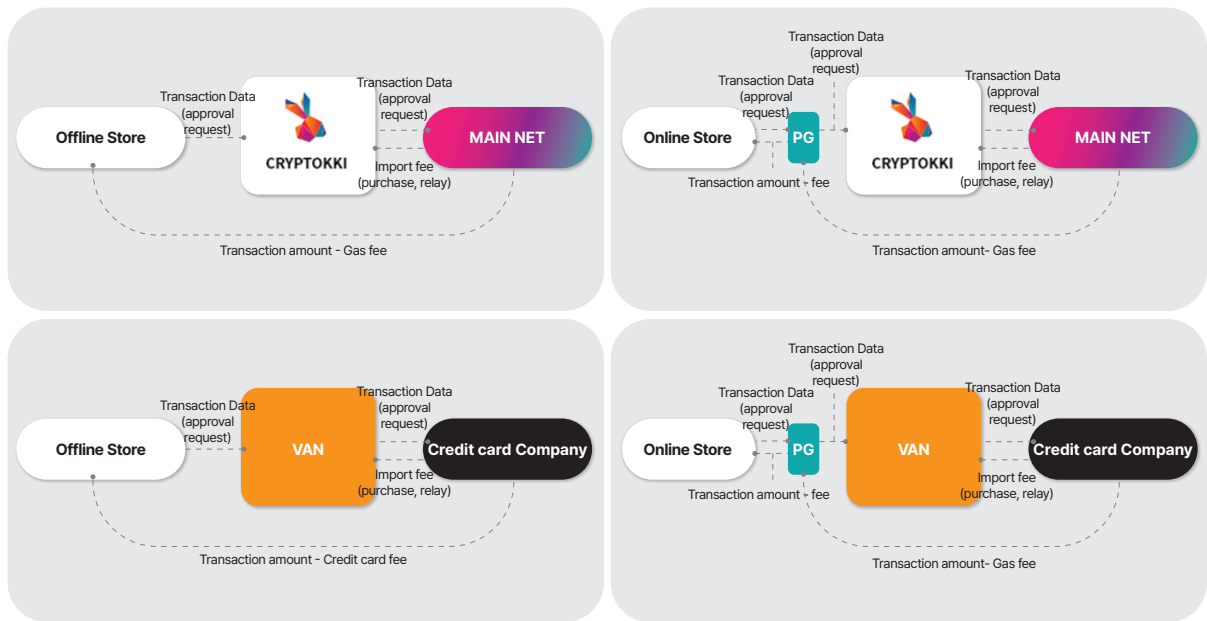 Transaction Data
(approval
request)
Transaction Data
(approval
request)
Offline Store
CRYPTOKKI
MAIN NET
Import fee
(purchase, relay)
Transaction amount - Gas fee
Transaction Data
(approval
request)
Transaction Data
(approval
request)
Transaction Data
(approval
request)
Online Store
PG
CRYPTOKKI
MAIN NET
Import fee
(purchase, relay)
Transaction amount - fee
Transaction amount- Gas fee
Transaction Data
(approval
request)
Transaction Data
(approval
request)
Offline Store
VAN
Credit card Company
Import fee
(purchase, relay)
Transaction amount - Credit card fee
Transaction Data
(approval
request)
Transaction Data
(approval
request)
Transaction Data
(approval
request)
Online Store
PG
VAN
Credit card Company
Import fee
(purchase, relay)
Transaction amount - fee
Transaction amount- Gas fee